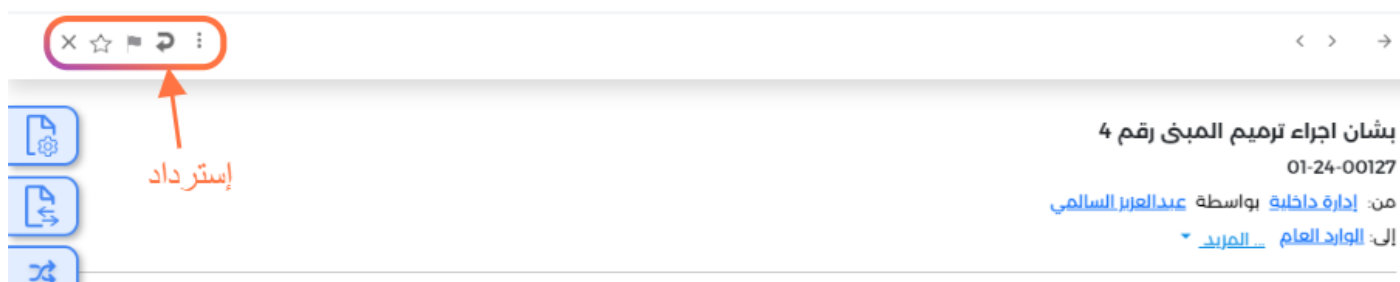 إسترداد
بشان اجراء ترميم المبنى رقم 4
01-24-00127
من: إدارة داخلية بواسطة عبدالعزيز السالمي
إلى: الوارد العام ... المزيد